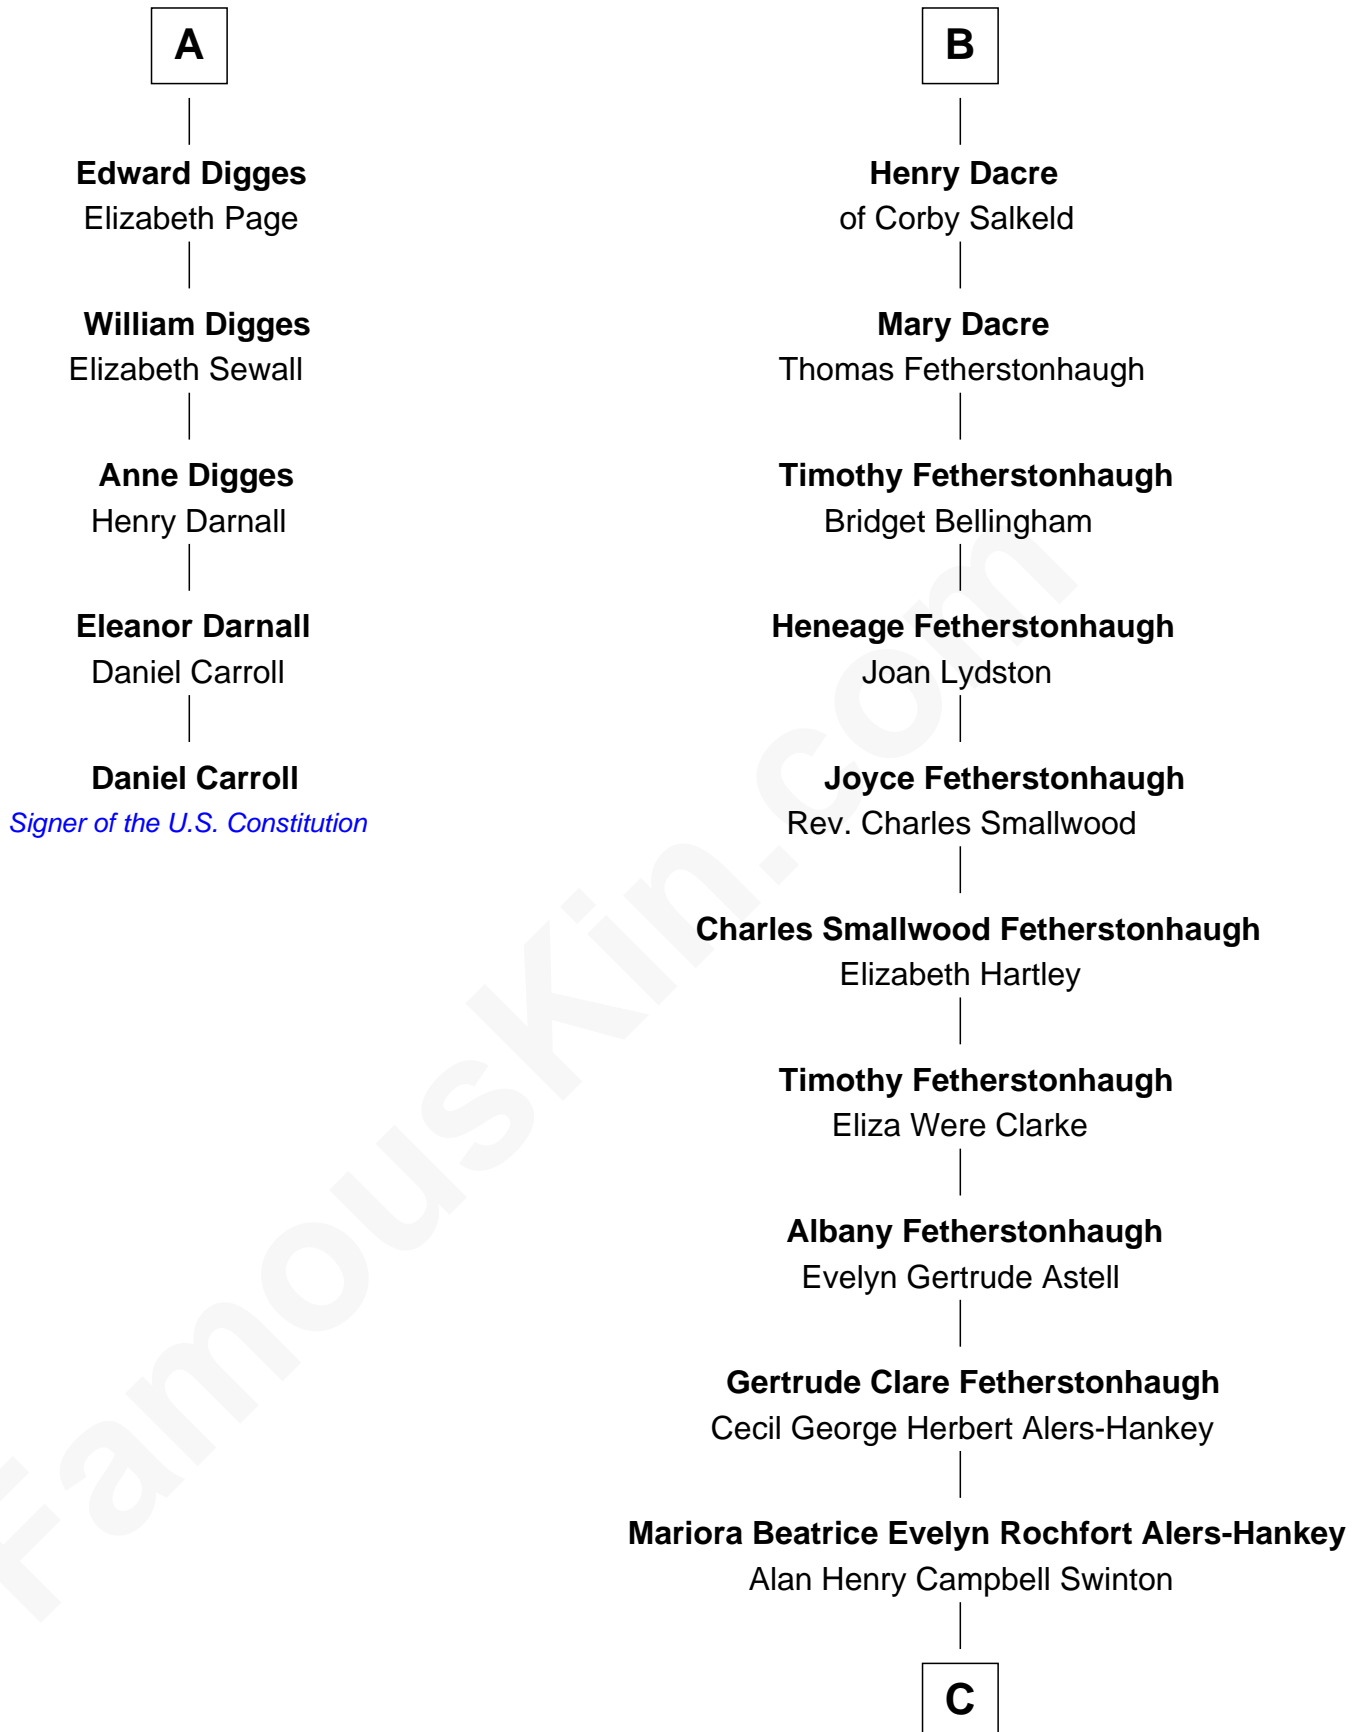 A
Edward Digges
Elizabeth Page
William Digges
Elizabeth Sewall
Anne Digges
Henry Darnall
Eleanor Darnall
Daniel Carroll
Daniel Carroll
Signer of the U.S. Constitution
B
Henry Dacre
of Corby Salkeld
Mary Dacre
Thomas Fetherstonhaugh
Timothy Fetherstonhaugh
Bridget Bellingham
Heneage Fetherstonhaugh
Joan Lydston
Joyce Fetherstonhaugh
Rev. Charles Smallwood
Charles Smallwood Fetherstonhaugh
Elizabeth Hartley
Timothy Fetherstonhaugh
Eliza Were Clarke
Albany Fetherstonhaugh
Evelyn Gertrude Astell
Gertrude Clare Fetherstonhaugh
Cecil George Herbert Alers-Hankey
Mariora Beatrice Evelyn Rochfort Alers-Hankey
Alan Henry Campbell Swinton
C
FamousKin.com